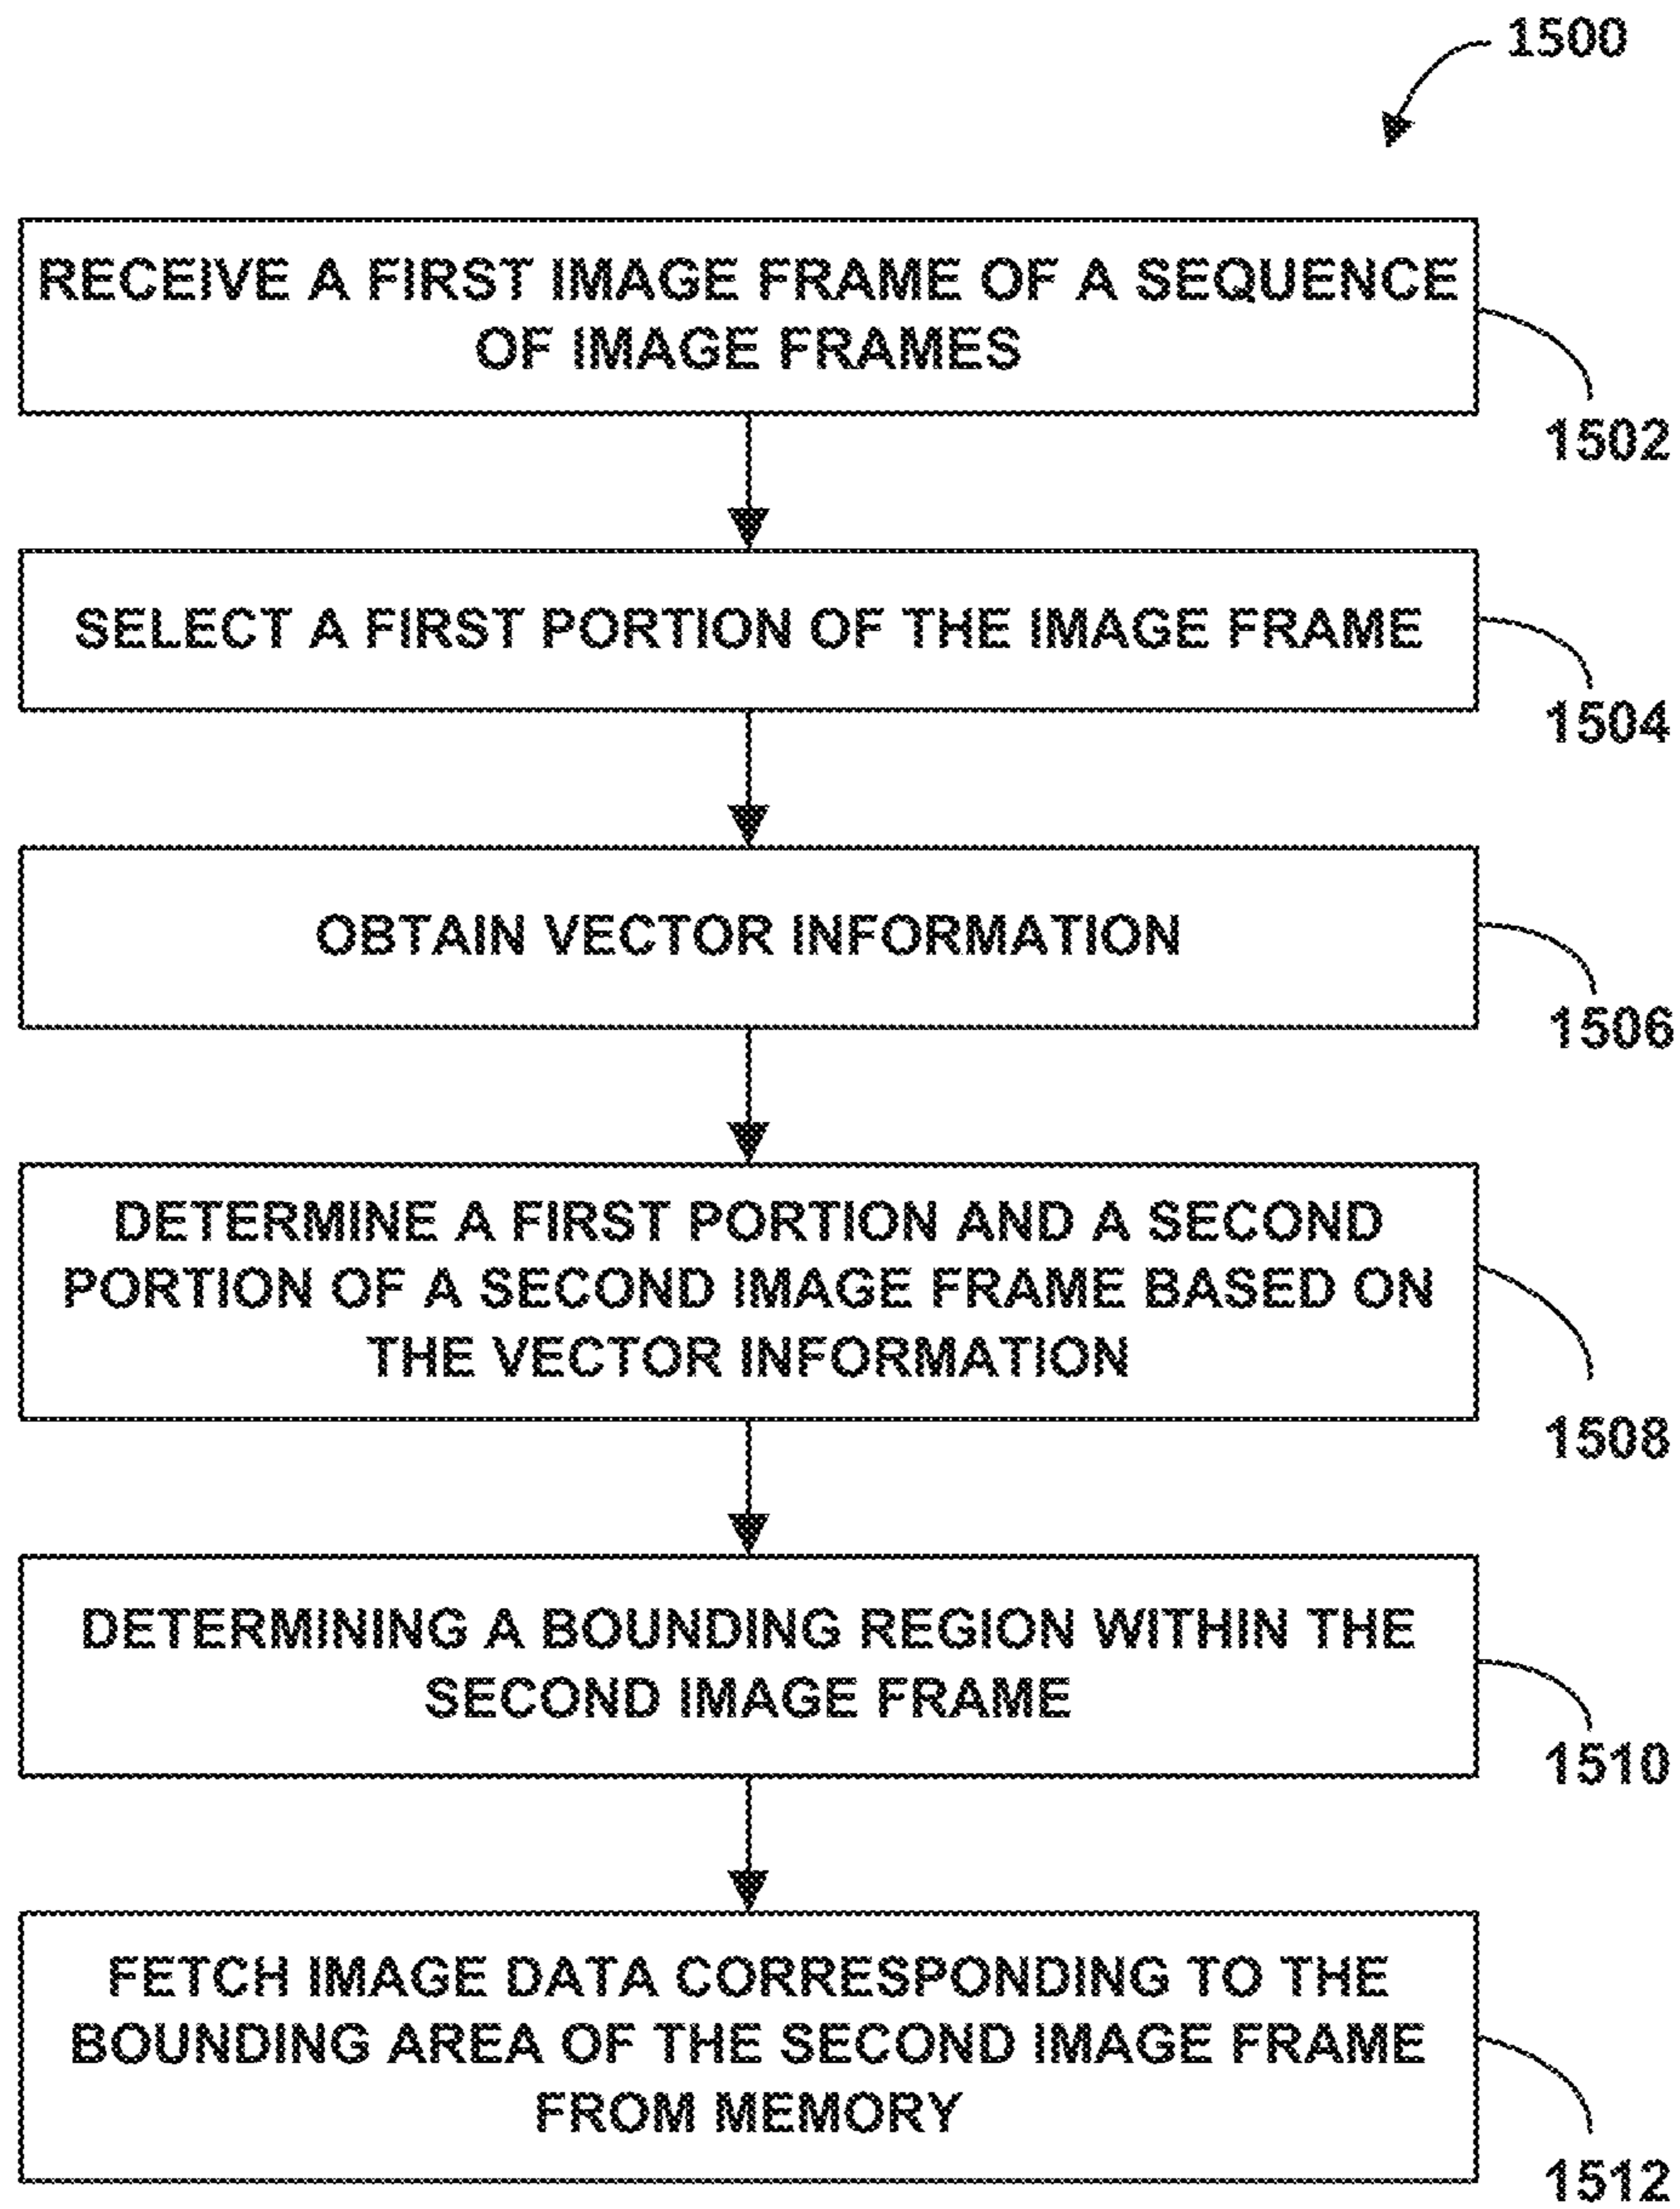 1500
RECEIVE A FIRST IMAGE FRAME OF A SEQUENCE
OF IMAGE FRAMES
1502
SELECT A FIRST PORTION OF THE IMAGE FRAME
1504
OBTAIN VECTOR INFORMATION
1506
DETERMINE A FIRST PORTION AND A SECOND
PORTION OF A SECOND IMAGE FRAME BASED ON
THE VECTOR INFORMATION
1508
DETERMINING A BOUNDING REGION WITHIN THE
SECOND IMAGE FRAME
1510
FETCH IMAGE DATA CORRESPONDING TO THE
BOUNDING AREA OF THE SECOND IMAGE FRAME
FROM MEMORY
1512